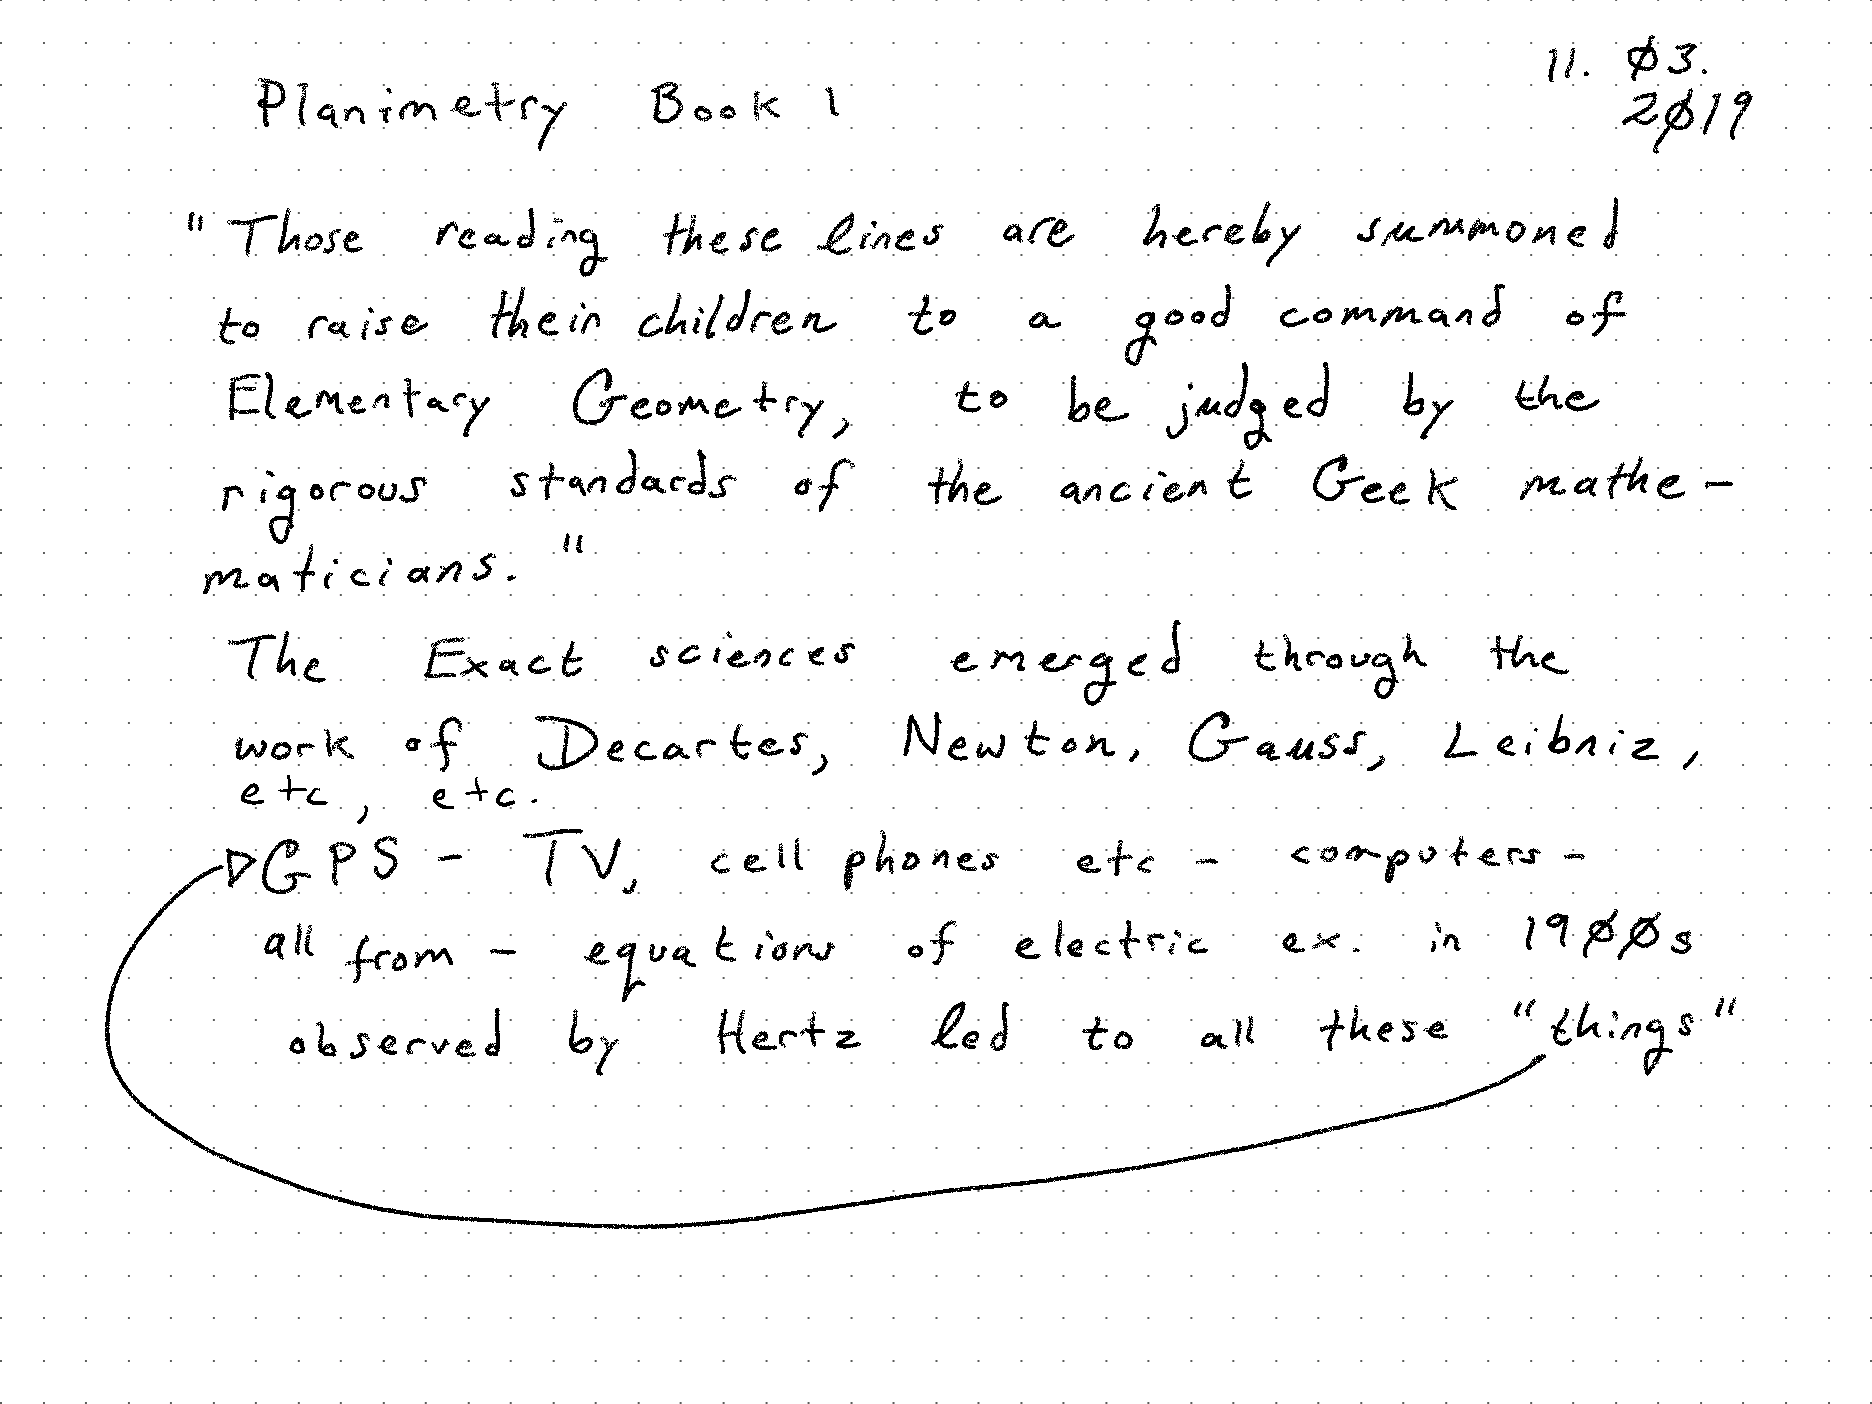 Planimetry Book 1
11. Ø3.
2Ø19
"Those reading these lines are hereby summoned
to raise their children to a good command of
Elementary Geometry, to be judged by the
rigorous standards of the ancient Geek mathe-
maticians."
The Exact sciences emerged through the
work of Decartes, Newton, Gauss, Leibniz,
etc, etc.
GPS - TV, cell phones etc - computers -
all from - equations of electric ex. in 19ØØs
observed by Hertz led to all these "things"